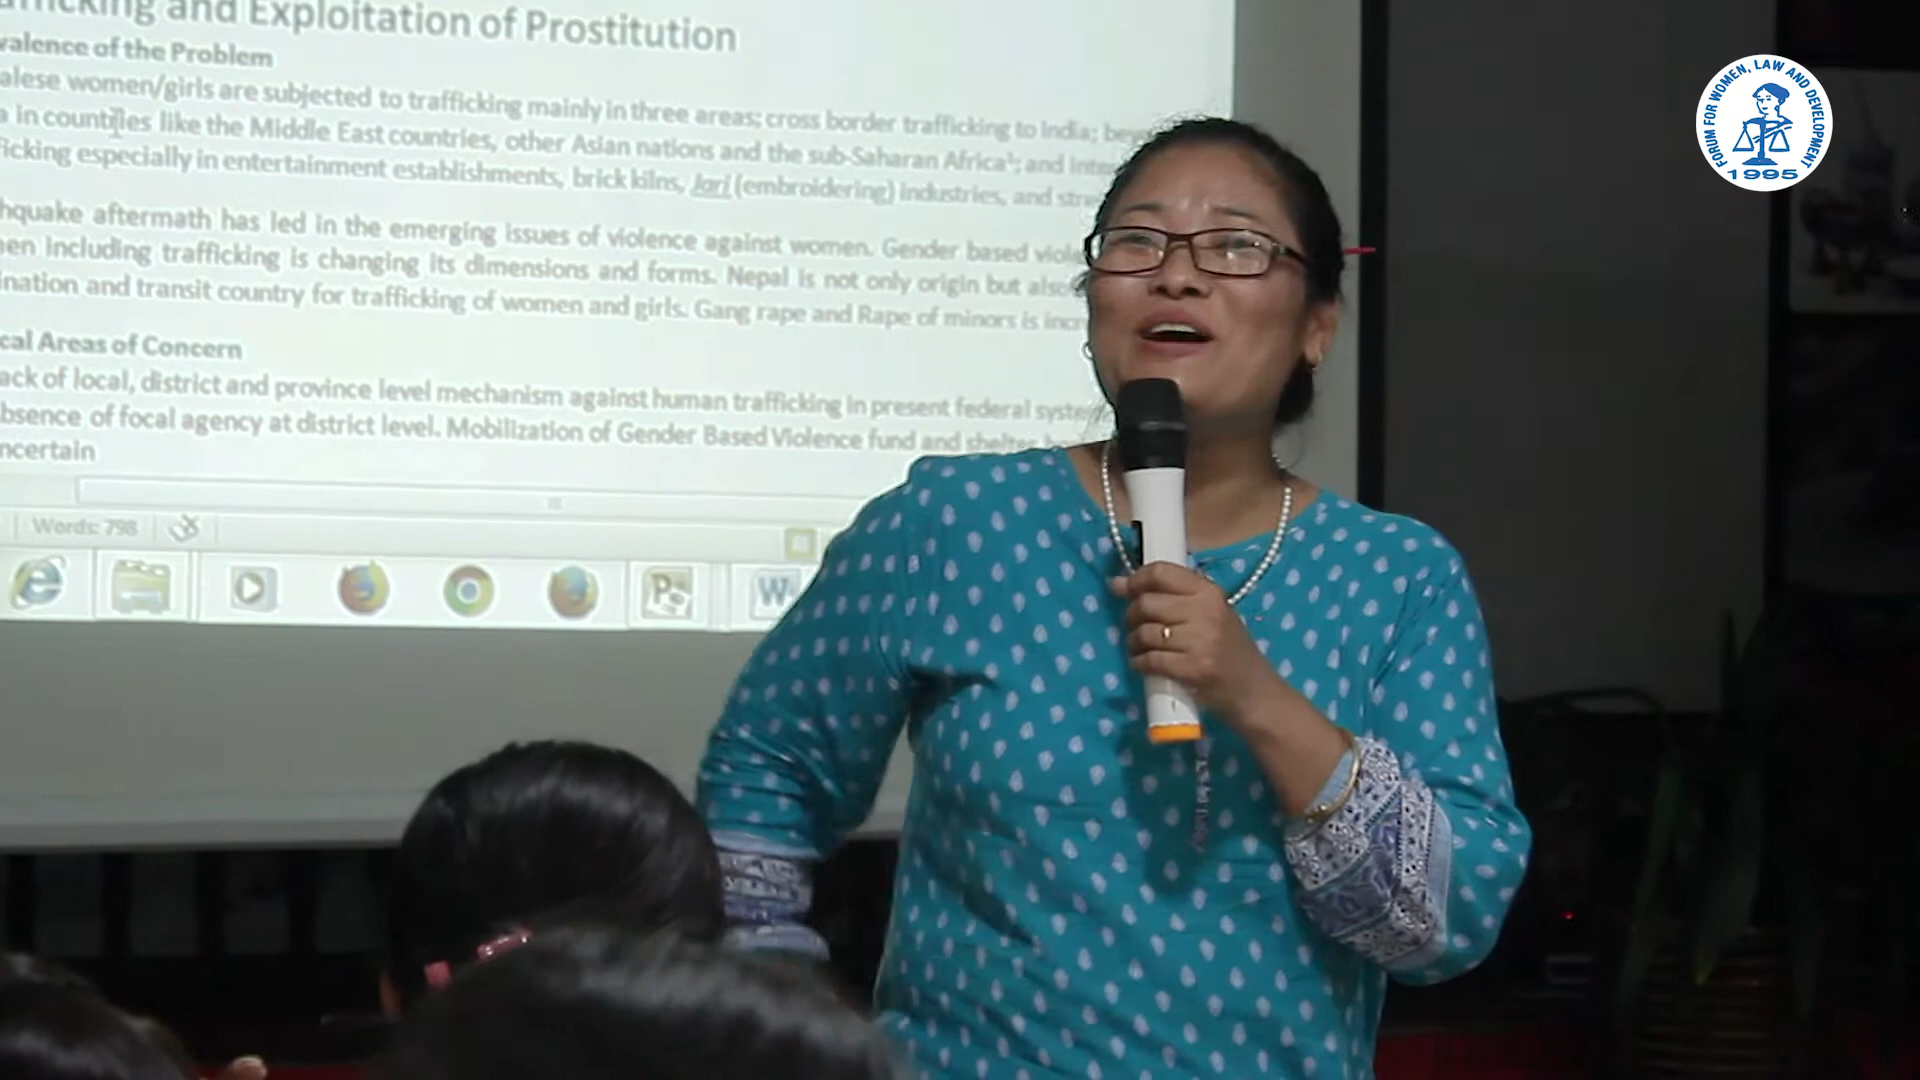 afficking and Exploitation of Prostitution
valence of the Problem
alese women/girls are subjected to trafficking mainly in three areas; cross border trafficking to India;
a in countries like the Middle East countries, other Asian nations and the sub-Saharan Africa¹; and
ficking especially in entertainment establishments, brick kilns, Jari (embroidering) industries, and
hquake aftermath has led in the emerging issues of violence against women. Gender based
men including trafficking is changing its dimensions and forms. Nepal is not only origin but also
ination and transit country for trafficking of women and girls. Gang rape and Rape of minors is
cal Areas of Concern
ack of local, district and province level mechanism against human trafficking in present federal
bsence of focal agency at district level. Mobilization of Gender Based Violence fund and shelter
ncertain
Words: 798
FORUM FOR WOMEN, LAW AND DEVELOPMENT
1995